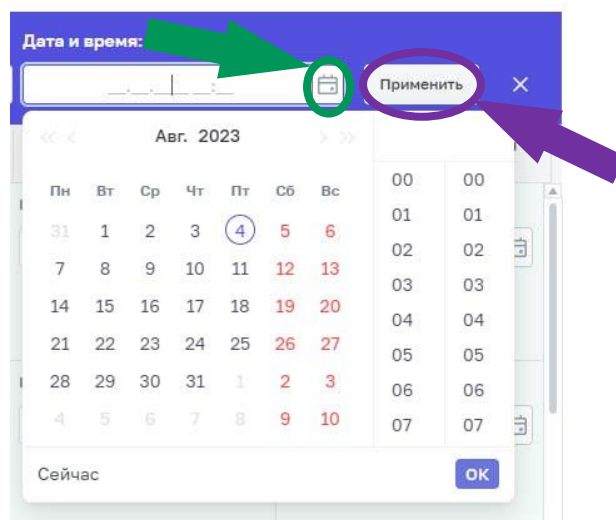 Дата и время:
__.__.__ __:__
Применить
Авг. 2023
Пн Вт Ср Чт Пт Сб Вс
31 1 2 3 4 5 6
7 8 9 10 11 12 13
14 15 16 17 18 19 20
21 22 23 24 25 26 27
28 29 30 31 1 2 3
4 5 6 7 8 9 10
00 00
01 01
02 02
03 03
04 04
05 05
06 06
07 07
Сейчас
ОК